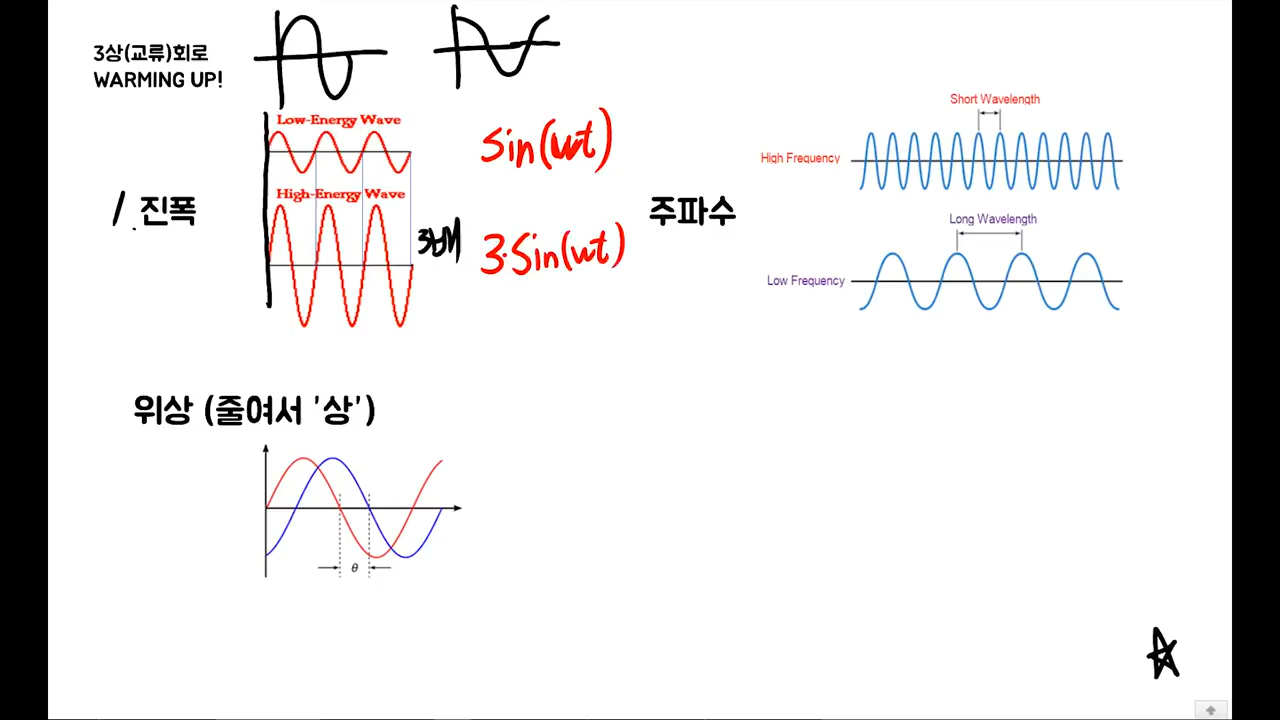 3상(교류)회로
WARMING UP!
Low-Energy Wave
High-Energy Wave
1. 진폭
3배
sin(wt)
3·Sin(wt)
주파수
Short Wavelength
High Frequency
Long Wavelength
Low Frequency
위상 (줄여서 '상')
θ